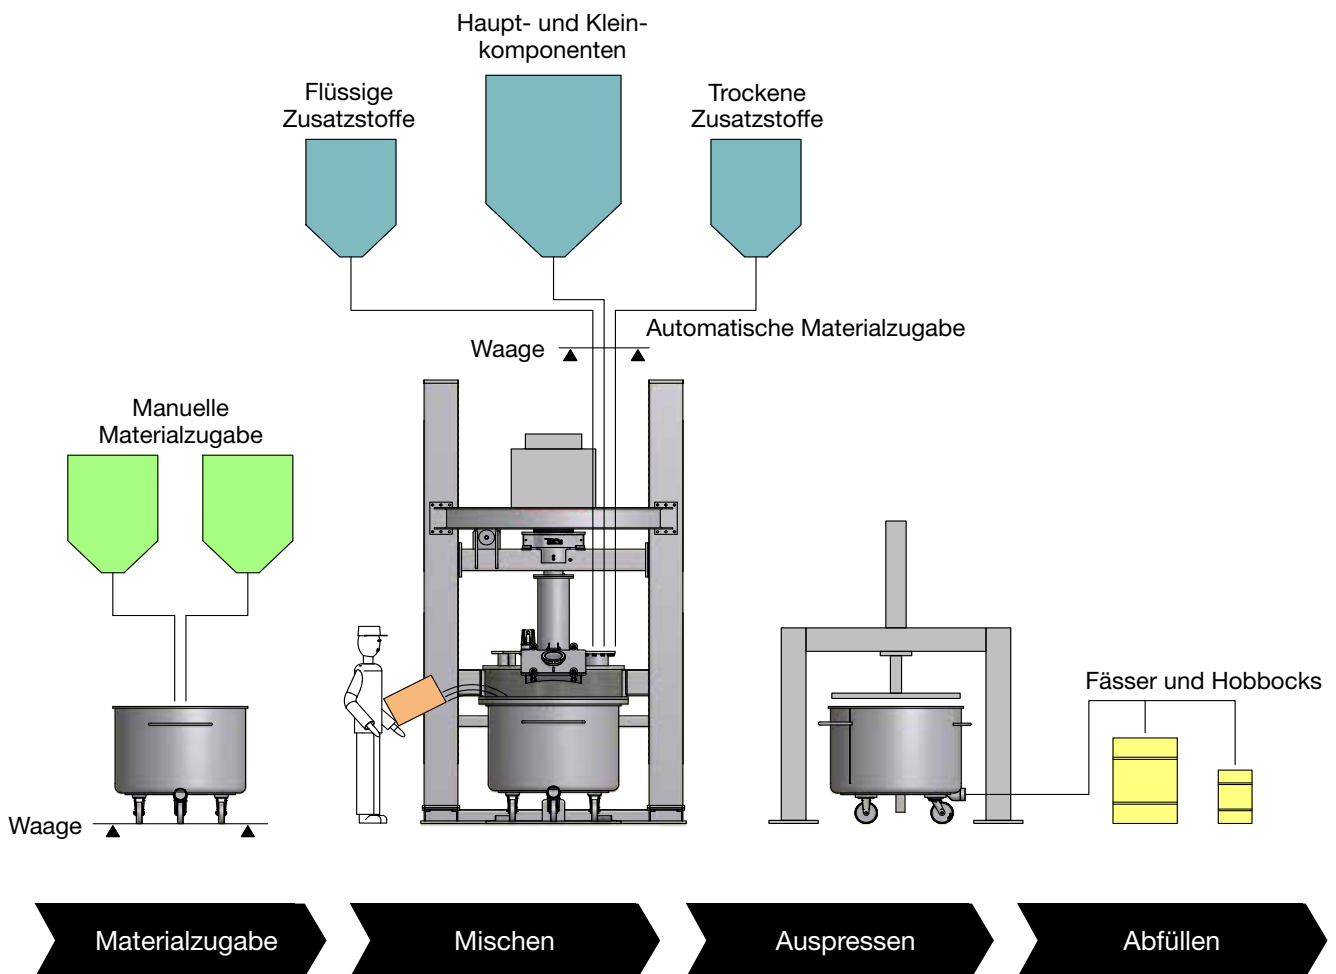 Haupt- und Klein-
komponenten
Flüssige
Zusatzstoffe
Trockene
Zusatzstoffe
Automatische Materialzugabe
Waage
Manuelle
Materialzugabe
Fässer und Hobbocks
Waage
Materialzugabe
Mischen
Auspressen
Abfüllen